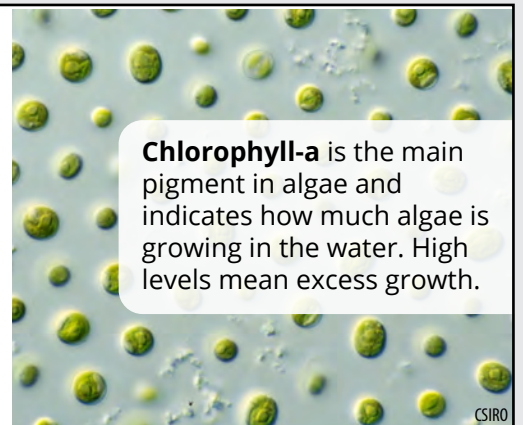 Chlorophyll-a is the main
pigment in algae and
indicates how much algae is
growing in the water. High
levels mean excess growth.
CSIRO